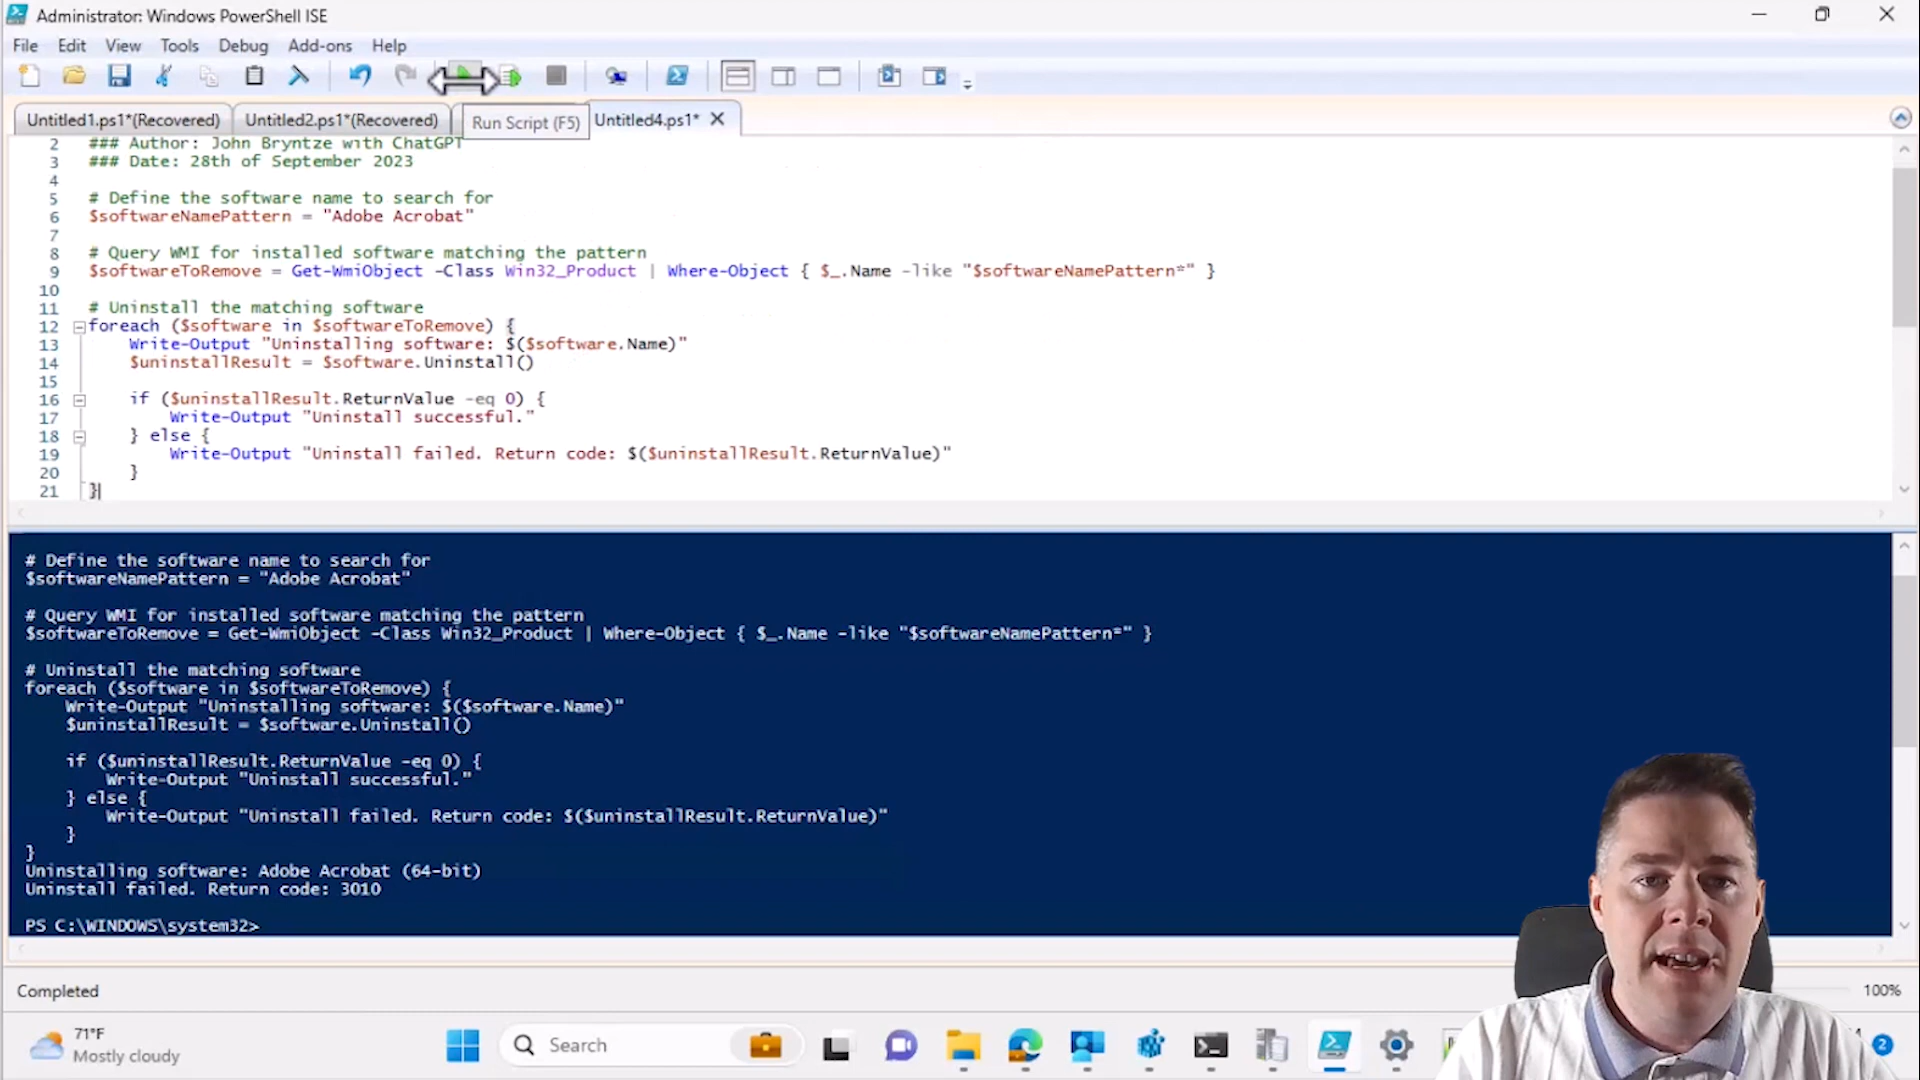 Administrator: Windows PowerShell ISE
File Edit View Tools Debug Add-ons Help
Untitled1.ps1*(Recovered) Untitled2.ps1*(Recovered) Run Script (F5) Untitled4.ps1*
2 ### Author: John Bryntze with ChatGPT
3 ### Date: 28th of September 2023
4
5 # Define the software name to search for
6 $softwareNamePattern = "Adobe Acrobat"
7
8 # Query WMI for installed software matching the pattern
9 $softwareToRemove = Get-WmiObject -Class Win32_Product | Where-Object { $_.Name -like "$softwareNamePattern*" }
10
11 # Uninstall the matching software
12 foreach ($software in $softwareToRemove) {
13 Write-Output "Uninstalling software: $($software.Name)"
14 $uninstallResult = $software.Uninstall()
15
16 if ($uninstallResult.ReturnValue -eq 0) {
17 Write-Output "Uninstall successful."
18 } else {
19 Write-Output "Uninstall failed. Return code: $($uninstallResult.ReturnValue)"
20 }
21 }
# Define the software name to search for
$softwareNamePattern = "Adobe Acrobat"
# Query WMI for installed software matching the pattern
$softwareToRemove = Get-WmiObject -Class Win32_Product | Where-Object { $_.Name -like "$softwareNamePattern*" }
# Uninstall the matching software
foreach ($software in $softwareToRemove) {
Write-Output "Uninstalling software: $($software.Name)"
$uninstallResult = $software.Uninstall()
if ($uninstallResult.ReturnValue -eq 0) {
Write-Output "Uninstall successful."
} else {
Write-Output "Uninstall failed. Return code: $($uninstallResult.ReturnValue)"
}
}
Uninstalling software: Adobe Acrobat (64-bit)
Uninstall failed. Return code: 3010
PS C:\WINDOWS\system32>
Completed 100%
71°F
Mostly cloudy
Search
2